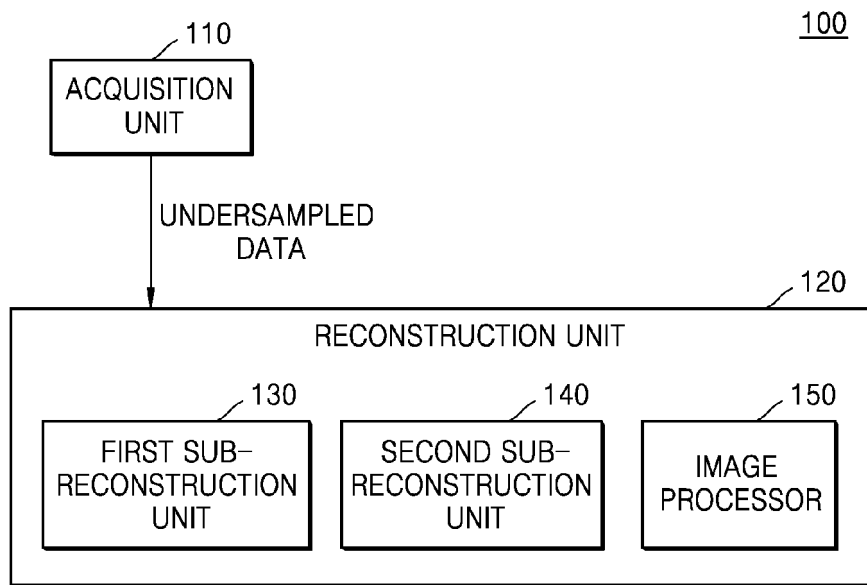 100
110
ACQUISITION
UNIT
UNDERSAMPLED
DATA
120
RECONSTRUCTION UNIT
130
FIRST SUB-
RECONSTRUCTION
UNIT
140
SECOND SUB-
RECONSTRUCTION
UNIT
150
IMAGE
PROCESSOR